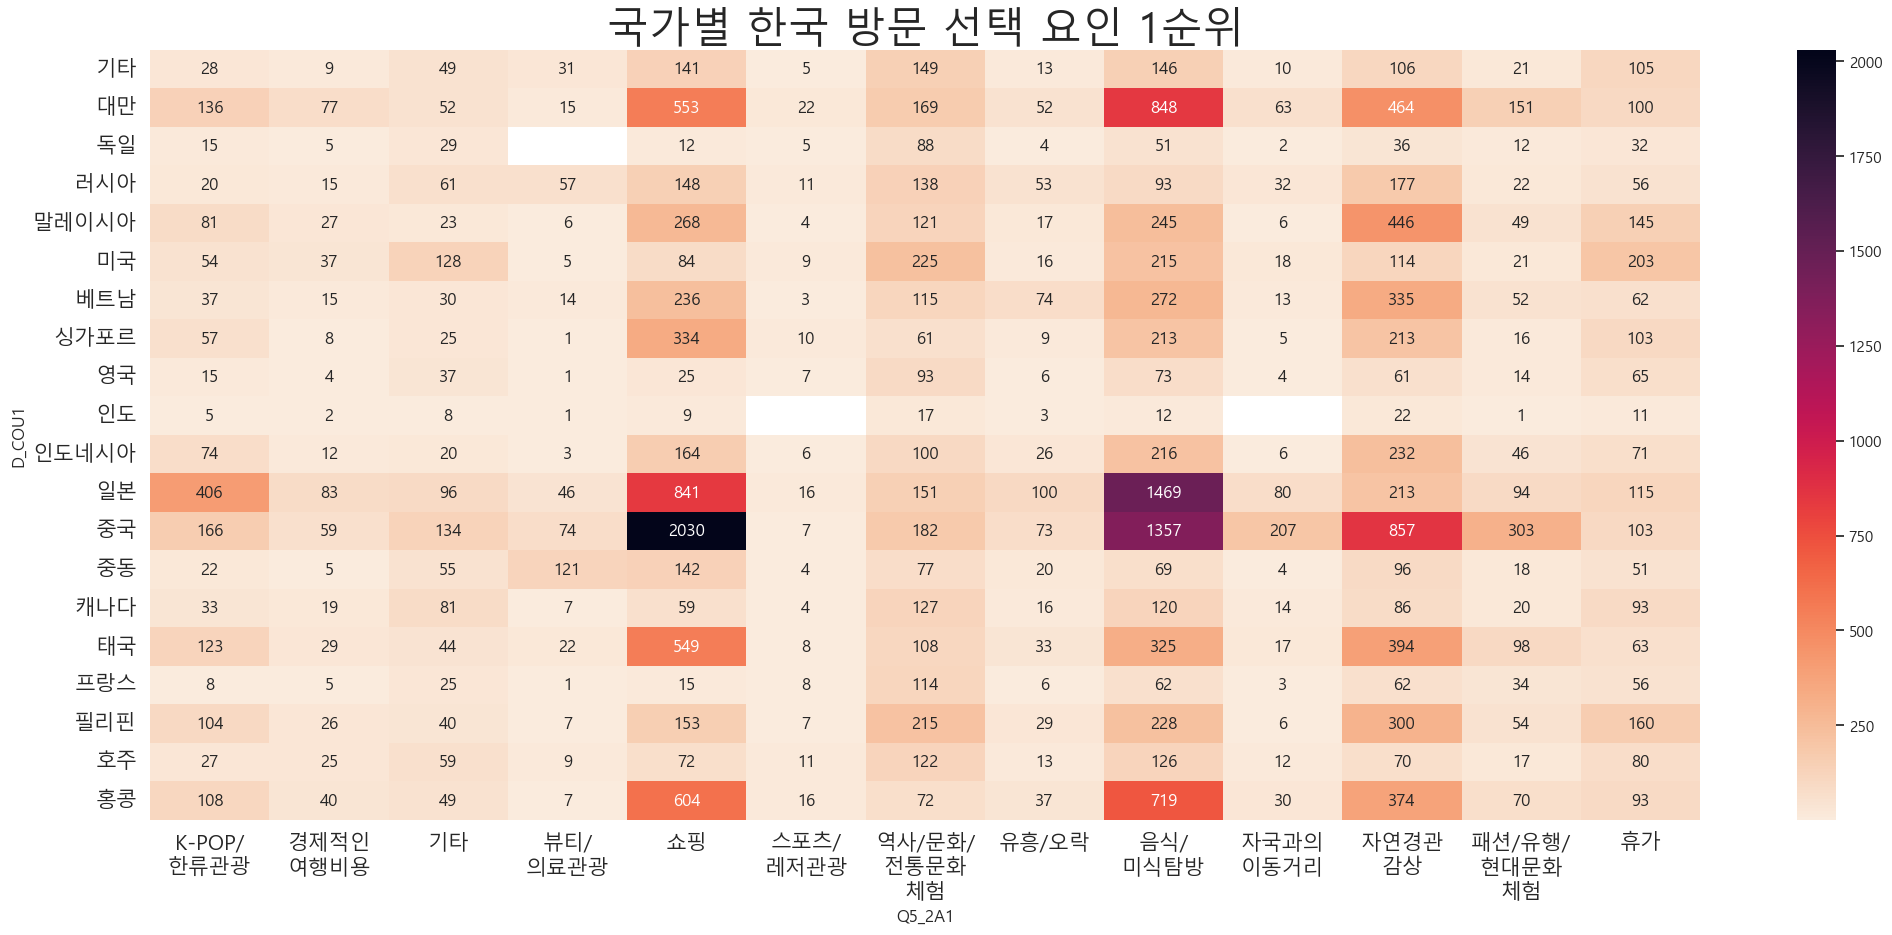 국가별 한국 방문 선택 요인 1순위
기타 28 9 49 31 141 5 149 13 146 10 106 21 105
대만 136 77 52 15 553 22 169 52 848 63 464 151 100
독일 15 5 29 12 5 88 4 51 2 36 12 32
러시아 20 15 61 57 148 11 138 53 93 32 177 22 56
말레이시아 81 27 23 6 268 4 121 17 245 6 446 49 145
미국 54 37 128 5 84 9 225 16 215 18 114 21 203
베트남 37 15 30 14 236 3 115 74 272 13 335 52 62
싱가포르 57 8 25 1 334 10 61 9 213 5 213 16 103
영국 15 4 37 1 25 7 93 6 73 4 61 14 65
인도 5 2 8 1 9 17 3 12 22 1 11
인도네시아 74 12 20 3 164 6 100 26 216 6 232 46 71
일본 406 83 96 46 841 16 151 100 1469 80 213 94 115
중국 166 59 134 74 2030 7 182 73 1357 207 857 303 103
중동 22 5 55 121 142 4 77 20 69 4 96 18 51
캐나다 33 19 81 7 59 4 127 16 120 14 86 20 93
태국 123 29 44 22 549 8 108 33 325 17 394 98 63
프랑스 8 5 25 1 15 8 114 6 62 3 62 34 56
필리핀 104 26 40 7 153 7 215 29 228 6 300 54 160
호주 27 25 59 9 72 11 122 13 126 12 70 17 80
홍콩 108 40 49 7 604 16 72 37 719 30 374 70 93
D_COU1
K-POP/
한류관광
경제적인
여행비용
기타
뷰티/
의료관광
쇼핑
스포츠/
레저관광
역사/문화/
전통문화
체험
유흥/오락
음식/
미식탐방
자국과의
이동거리
자연경관
감상
패션/유행/
현대문화
체험
휴가
Q5_2A1
2000
1750
1500
1250
1000
750
500
250